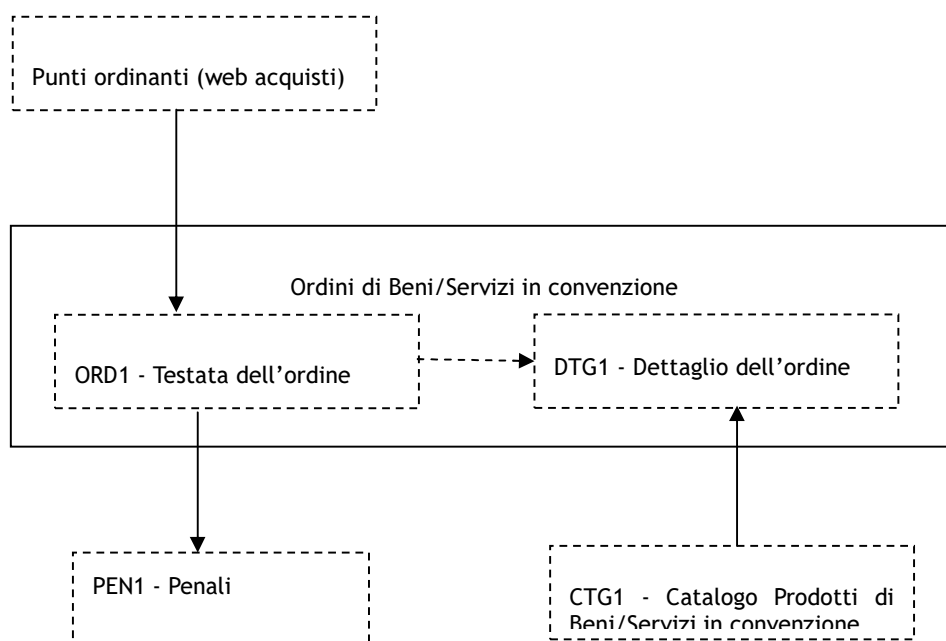 Punti ordinanti (web acquisti)
Ordini di Beni/Servizi in convenzione
ORD1 - Testata dell’ordine
DTG1 - Dettaglio dell’ordine
PEN1 - Penali
CTG1 - Catalogo Prodotti di
Beni/Servizi in convenzione